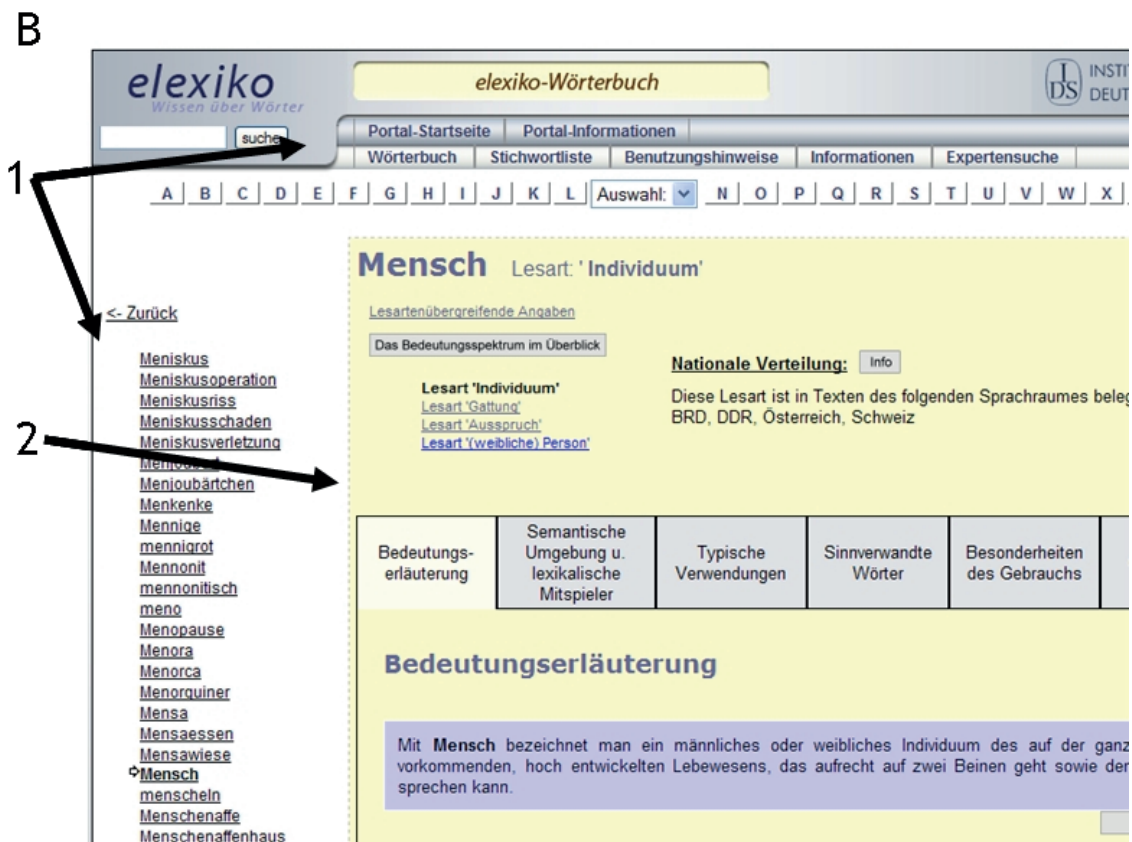 B
elexiko
Wissen über Wörter
elexiko-Wörterbuch
IDS
suche
Portal-Startseite
Portal-Informationen
Wörterbuch
Stichwortliste
Benutzungshinweise
Informationen
Expertensuche
1
A B C D E F G H I J K L Auswahl: N O P Q R S T U V W X
Mensch Lesart: 'Individuum'
<- Zurück
Lesartenübergreifende Angaben
Das Bedeutungsspektrum im Überblick
Lesart 'Individuum'
Lesart 'Gattung'
Lesart 'Ausspruch'
Lesart '(weibliche) Person'
Nationale Verteilung: Info
Diese Lesart ist in Texten des folgenden Sprachraumes beleg
BRD, DDR, Österreich, Schweiz
2
Meniskus
Meniskusoperation
Meniskusriss
Meniskusschaden
Meniskusverletzung
Menjoubärtchen
Menkenke
Mennige
mennigrot
Mennonit
mennonitisch
meno
Menopause
Menora
Menorca
Menorquiner
Mensa
Mensaessen
Mensawiese
Mensch
menscheln
Menschenaffe
Menschenaffenhaus
Bedeutungs-
erläuterung
Semantische
Umgebung u.
lexikalische
Mitspieler
Typische
Verwendungen
Sinnverwandte
Wörter
Besonderheiten
des Gebrauchs
Bedeutungserläuterung
Mit Mensch bezeichnet man ein männliches oder weibliches Individuum des auf der ganz
vorkommenden, hoch entwickelten Lebewesens, das aufrecht auf zwei Beinen geht sowie der
sprechen kann.